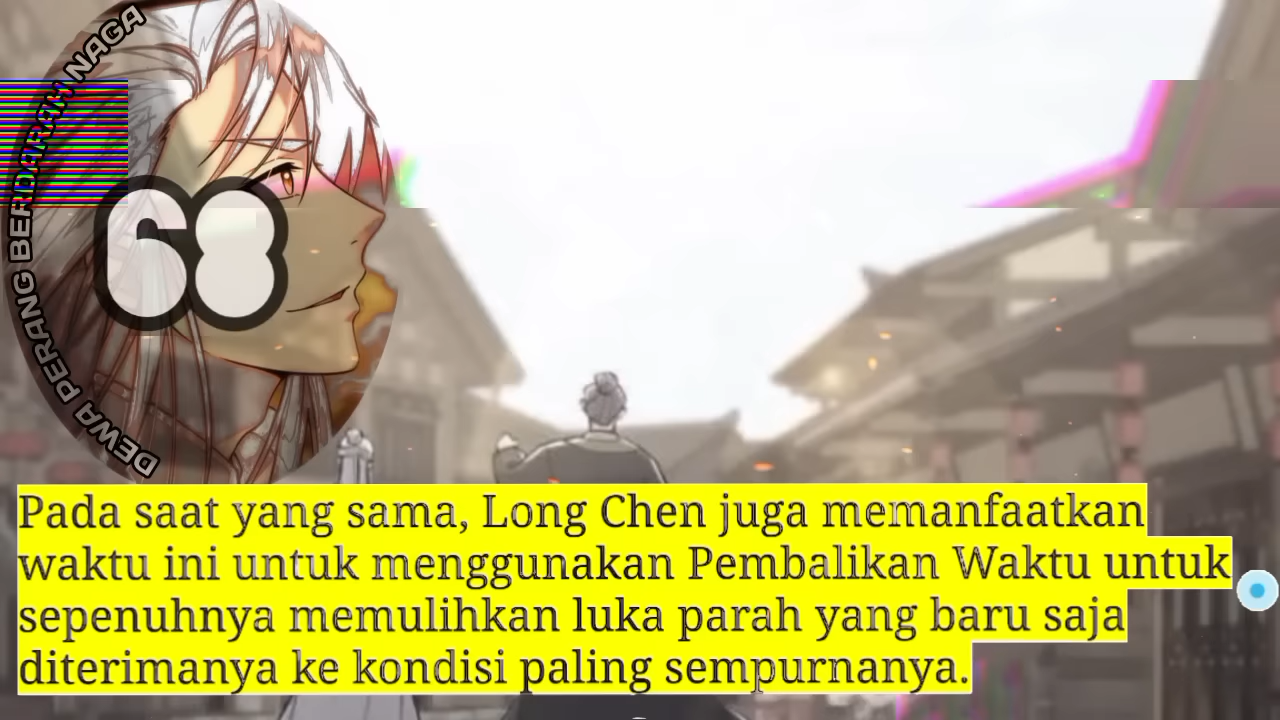 DEWA PERANG BERDARAH NAGA
68
Pada saat yang sama, Long Chen juga memanfaatkan
waktu ini untuk menggunakan Pembalikan Waktu untuk
sepenuhnya memulihkan luka parah yang baru saja
diterimanya ke kondisi paling sempurnanya.